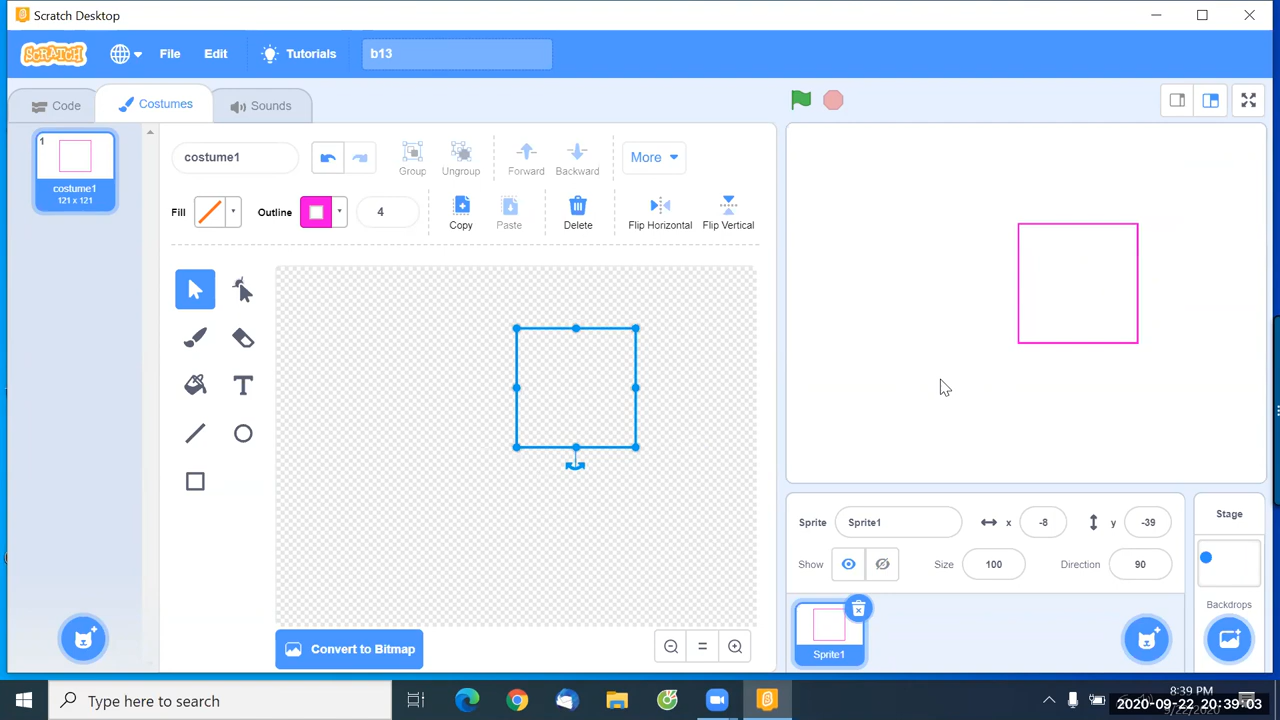 Scratch Desktop
SCRATCH
File
Edit
Tutorials
b13
Code
Costumes
Sounds
1
costume1
121 x 121
costume1
Group
Ungroup
Forward
Backward
More
Fill
Outline
4
Copy
Paste
Delete
Flip Horizontal
Flip Vertical
Convert to Bitmap
Sprite
Sprite1
x
-8
y
-39
Show
Size
100
Direction
90
Sprite1
Stage
Backdrops
Type here to search
8:39 PM
2020-09-22 20:39:03